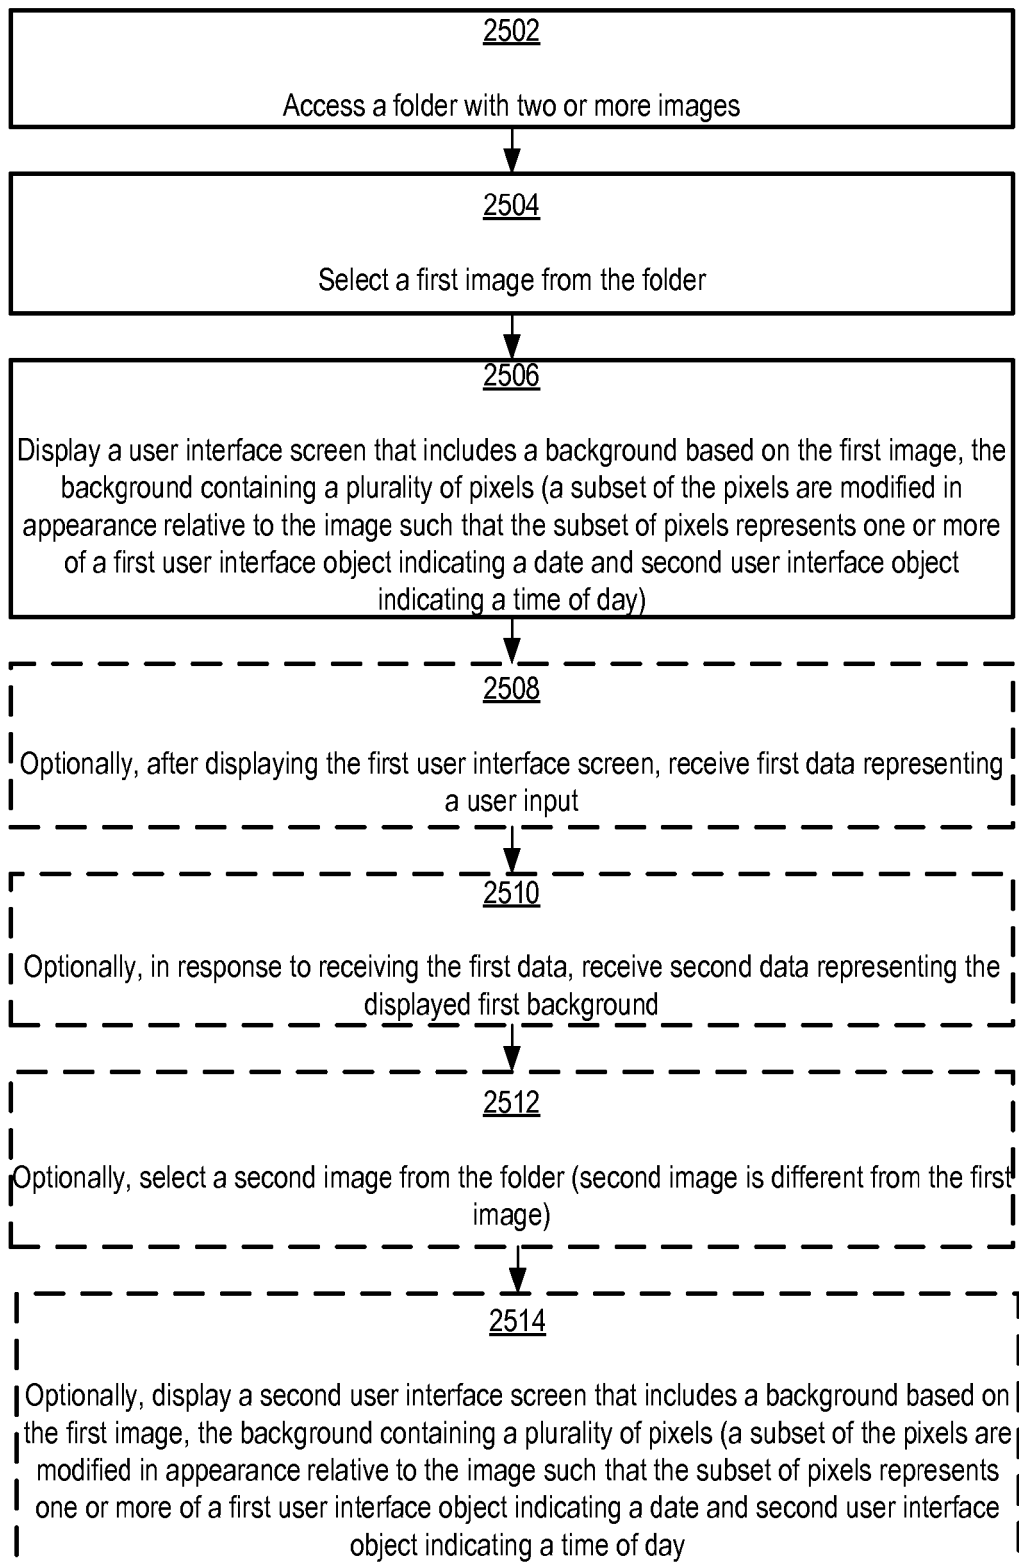 2502
Access a folder with two or more images
2504
Select a first image from the folder
2506
Display a user interface screen that includes a background based on the first image, the
background containing a plurality of pixels (a subset of the pixels are modified in
appearance relative to the image such that the subset of pixels represents one or more
of a first user interface object indicating a date and second user interface object
indicating a time of day)
2508
Optionally, after displaying the first user interface screen, receive first data representing
a user input
2510
Optionally, in response to receiving the first data, receive second data representing the
displayed first background
2512
Optionally, select a second image from the folder (second image is different from the first
image)
2514
Optionally, display a second user interface screen that includes a background based on
the first image, the background containing a plurality of pixels (a subset of the pixels are
modified in appearance relative to the image such that the subset of pixels represents
one or more of a first user interface object indicating a date and second user interface
object indicating a time of day